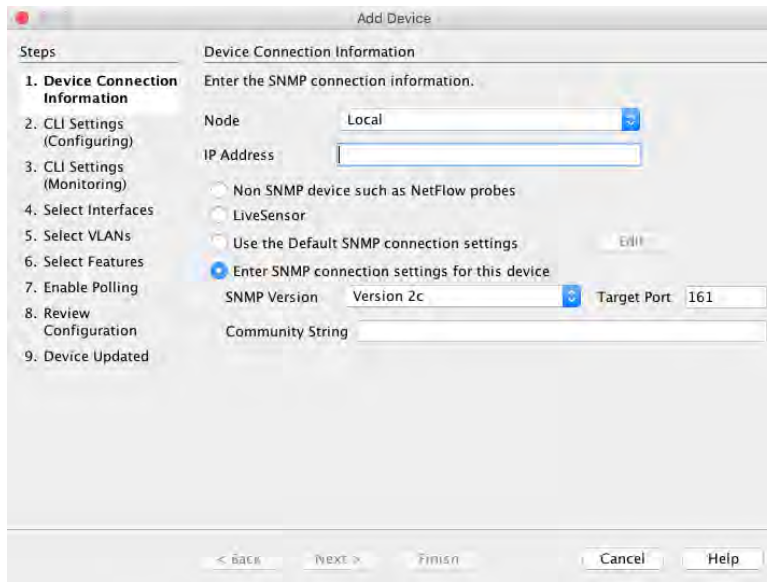 Add Device
Steps
1. Device Connection
Information
2. CLI Settings
(Configuring)
3. CLI Settings
(Monitoring)
4. Select Interfaces
5. Select VLANs
6. Select Features
7. Enable Polling
8. Review
Configuration
9. Device Updated
Device Connection Information
Enter the SNMP connection information.
Node Local
IP Address
Non SNMP device such as NetFlow probes
LiveSensor
Use the Default SNMP connection settings Edit
Enter SNMP connection settings for this device
SNMP Version Version 2c Target Port 161
Community String
< Back Next > Finish Cancel Help